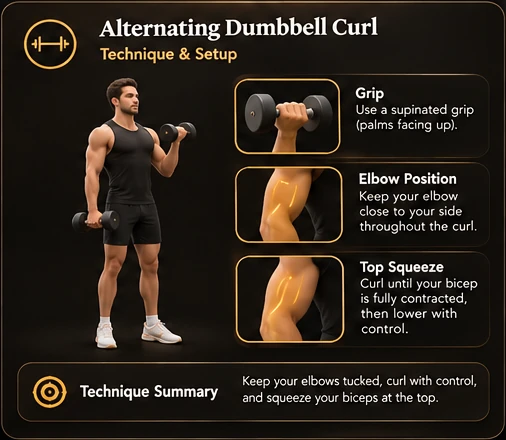 Alternating Dumbbell Curl
Technique & Setup
Grip
Use a supinated grip
(palms facing up).
Elbow Position
Keep your elbow
close to your side
throughout the curl.
Top Squeeze
Curl until your bicep
is fully contracted,
then lower with
control.
Technique Summary
Keep your elbows tucked, curl with control,
and squeeze your biceps at the top.